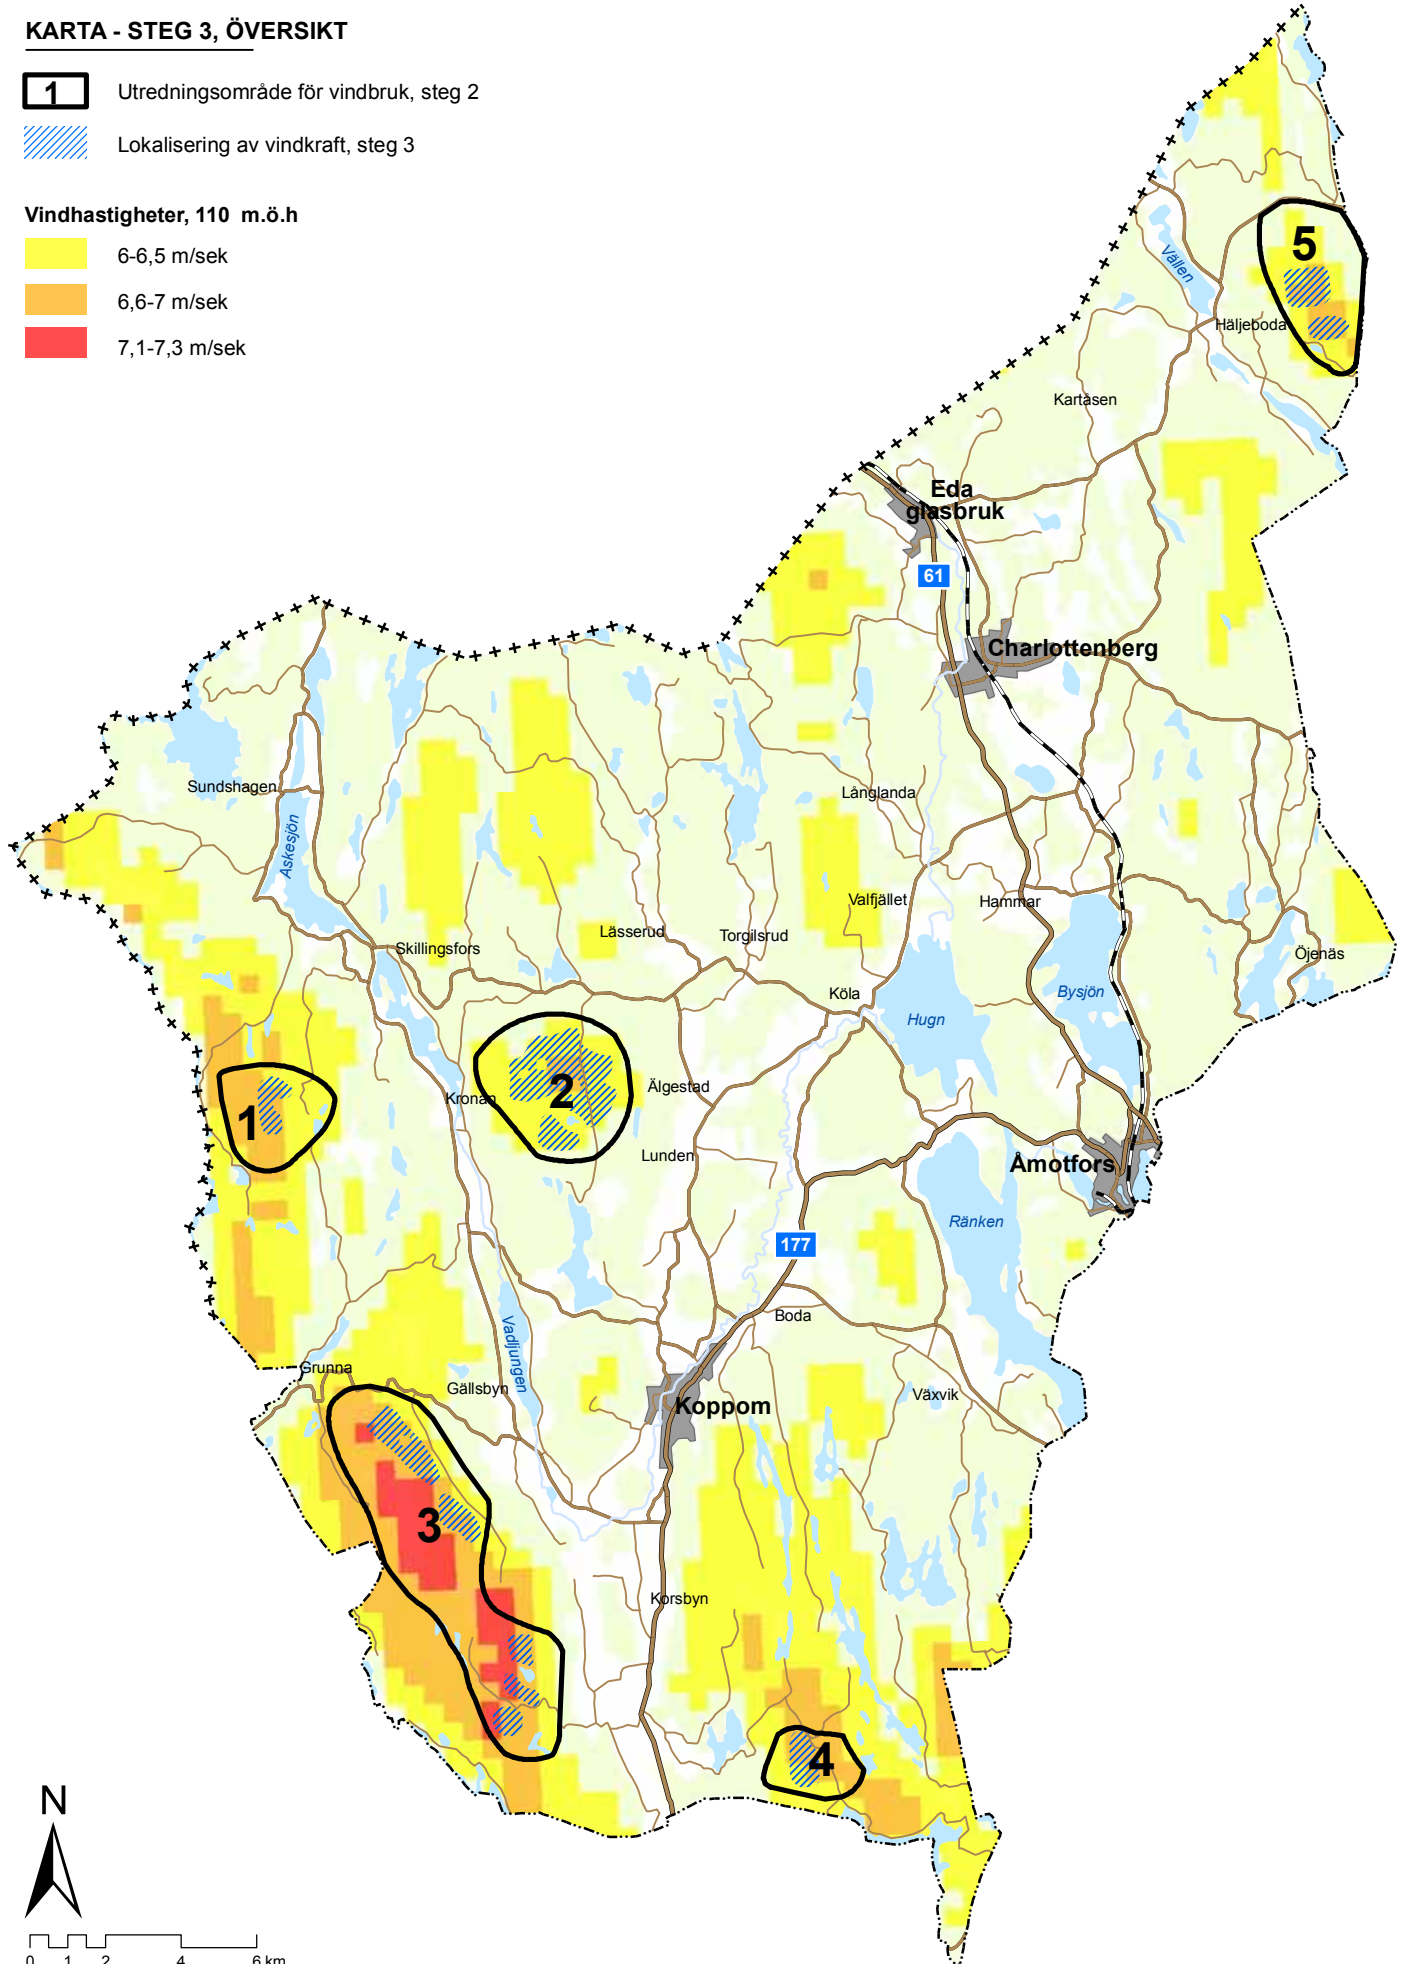 KARTA - STEG 3, ÖVERSIKT
1
Utredningsområde för vindbruk, steg 2
Lokalisering av vindkraft, steg 3
Vindhastigheter, 110 m.ö.h
6-6,5 m/sek
6,6-7 m/sek
7,1-7,3 m/sek
5
Vällen
Häljeboda
Kartåsen
Eda
glasbruk
61
Charlottenberg
Sundshagen
Långlanda
Askesjön
Valfjället
Hammar
Lässerud
Torgilsrud
Skillingsfors
Öjenäs
Köla
Bysjön
Hugn
2
Älgestad
Kronan
1
Lunden
Åmotfors
Ränken
177
Boda
Vadljungen
Grunna
Gällsbyn
Växvik
Koppom
3
Korsbyn
4
N
0 1 2 4 6 km